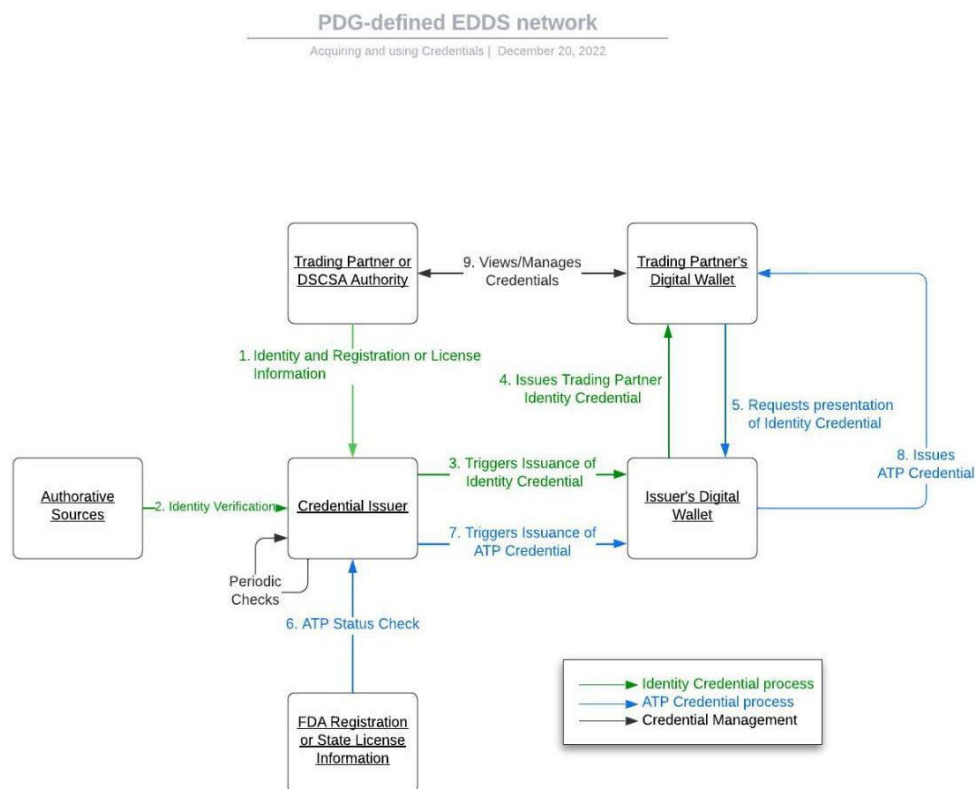 PDG-defined EDDS network
Acquiring and using Credentials | December 20, 2022
Trading Partner or
DSCSA Authority
9. Views/Manages
Credentials
Trading Partner's
Digital Wallet
1. Identity and Registration or License
Information
4. Issues Trading Partner
Identity Credential
5. Requests presentation
of Identity Credential
8. Issues
ATP Credential
Authorative
Sources
2. Identity Verification
Credential Issuer
3. Triggers Issuance of
Identity Credential
7. Triggers Issuance of
ATP Credential
Issuer's Digital
Wallet
Periodic
Checks
6. ATP Status Check
FDA Registration
or State License
Information
Identity Credential process
ATP Credential process
Credential Management